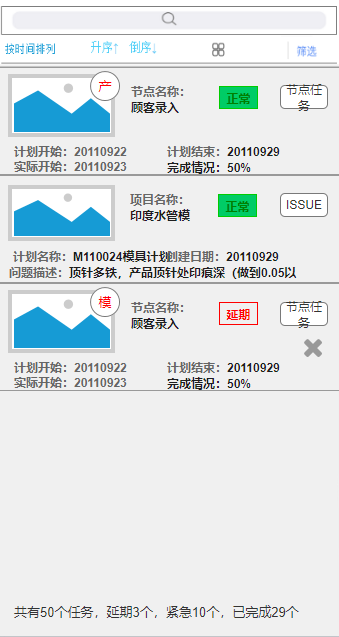 按时间排列 升序↑ 倒序↓ 筛选
产
节点名称：
顾客录入
正常
节点任务
计划开始：20110922 计划结束：20110929
实际开始：20110923 完成情况：50%
项目名称：
印度水管模
正常
ISSUE
计划名称：M110024模具计划创建日期：20110929
问题描述：顶针多铁，产品顶针处印痕深（做到0.05以
模
节点名称：
顾客录入
延期
节点任务
计划开始：20110922 计划结束：20110929
实际开始：20110923 完成情况：50%
共有50个任务，延期3个，紧急10个，已完成29个